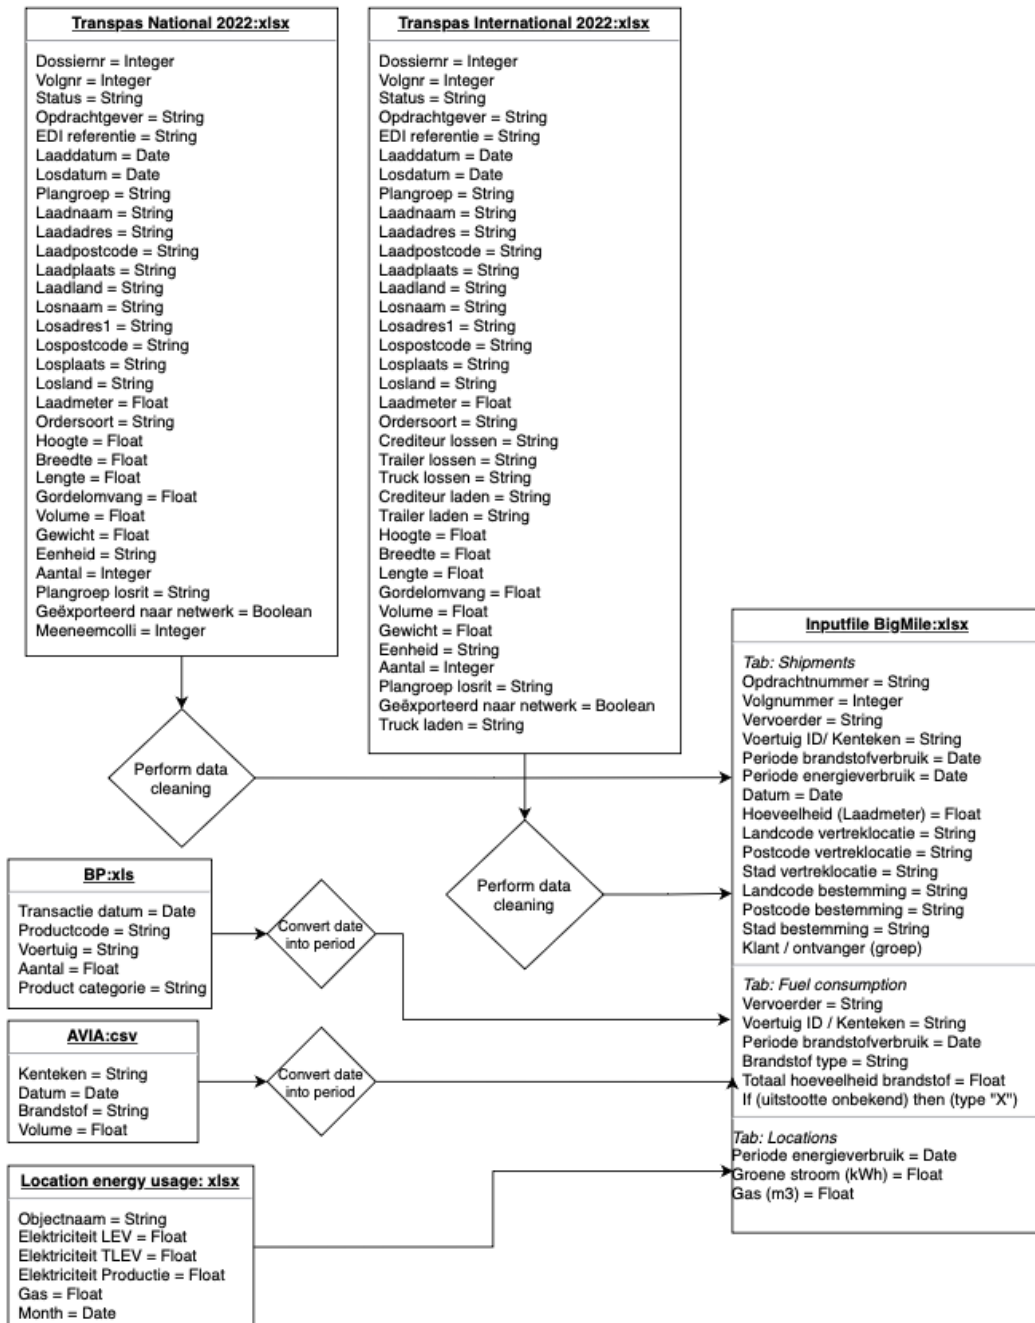 Transpas National 2022:xlsx
Dossiernr = Integer
Volgnr = Integer
Status = String
Opdrachtgever = String
EDI referentie = String
Laaddatum = Date
Losdatum = Date
Plangroep = String
Laadnaam = String
Laadadres = String
Laadpostcode = String
Laadplaats = String
Laadland = String
Losnaam = String
Losadres1 = String
Lospostcode = String
Losplaats = String
Losland = String
Laadmeter = Float
Ordersoort = String
Hoogte = Float
Breedte = Float
Lengte = Float
Gordelomvang = Float
Volume = Float
Gewicht = Float
Eenheid = String
Aantal = Integer
Plangroep losrit = String
Geëxporteerd naar netwerk = Boolean
Meeneemcolli = Integer
Transpas International 2022:xlsx
Dossiernr = Integer
Volgnr = Integer
Status = String
Opdrachtgever = String
EDI referentie = String
Laaddatum = Date
Losdatum = Date
Plangroep = String
Laadnaam = String
Laadadres = String
Laadpostcode = String
Laadplaats = String
Laadland = String
Losnaam = String
Losadres1 = String
Lospostcode = String
Losplaats = String
Losland = String
Laadmeter = Float
Ordersoort = String
Crediteur lossen = String
Trailer lossen = String
Truck lossen = String
Crediteur laden = String
Trailer laden = String
Hoogte = Float
Breedte = Float
Lengte = Float
Gordelomvang = Float
Volume = Float
Gewicht = Float
Eenheid = String
Aantal = Integer
Plangroep losrit = String
Geëxporteerd naar netwerk = Boolean
Truck laden = String
Perform data
cleaning
Perform data
cleaning
BP:xls
Transactie datum = Date
Productcode = String
Voertuig = String
Aantal = Float
Product categorie = String
Convert date
into period
AVIA:csv
Kenteken = String
Datum = Date
Brandstof = String
Volume = Float
Convert date
into period
Location energy usage: xlsx
Objectnaam = String
Elektriciteit LEV = Float
Elektriciteit TLEV = Float
Elektriciteit Productie = Float
Gas = Float
Month = Date
Inputfile BigMile:xlsx
Tab: Shipments
Opdrachtnummer = String
Volgnummer = Integer
Vervoerder = String
Voertuig ID/ Kenteken = String
Periode brandstofverbruik = Date
Periode energieverbruik = Date
Datum = Date
Hoeveelheid (Laadmeter) = Float
Landcode vertreklocatie = String
Postcode vertreklocatie = String
Stad vertreklocatie = String
Landcode bestemming = String
Postcode bestemming = String
Stad bestemming = String
Klant / ontvanger (groep)
Tab: Fuel consumption
Vervoerder = String
Voertuig ID / Kenteken = String
Periode brandstofverbruik = Date
Brandstof type = String
Totaal hoeveelheid brandstof = Float
If (uitstootte onbekend) then (type "X")
Tab: Locations
Periode energieverbruik = Date
Groene stroom (kWh) = Float
Gas (m3) = Float